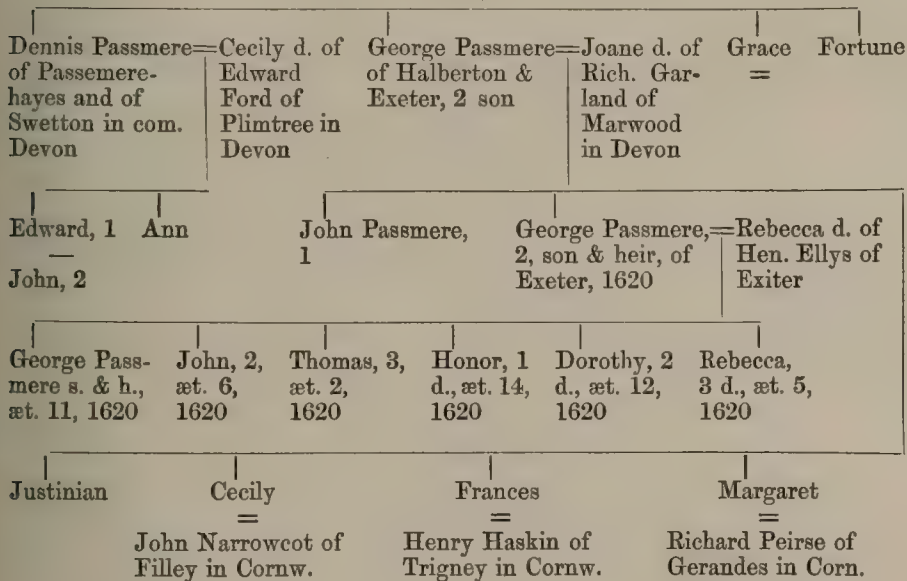 Dennis Passmere=Cecily d. of George Passmere=Joane d. of Grace Fortune
of Passemere- Edward of Halberton & Rich. Gar- =
hayes and of Ford of Exeter, 2 son land of
Swetton in com. Plimtree in Marwood
Devon Devon in Devon
Edward, 1 Ann John Passmere, George Passmere,=Rebecca d. of
— 1 2, son & heir, of Hen. Ellys of
John, 2 Exeter, 1620 Exiter
George Pass- John, 2, Thomas, 3, Honor, 1 Dorothy, 2 Rebecca,
mere s. & h., æt. 6, æt. 2, d., æt. 14, d., æt. 12, 3 d., æt. 5,
æt. 11, 1620 1620 1620 1620 1620 1620
Justinian Cecily Frances Margaret
= = =
John Narrowcot of Henry Haskin of Richard Peirse of
Filley in Cornw. Trigney in Cornw. Gerandes in Corn.